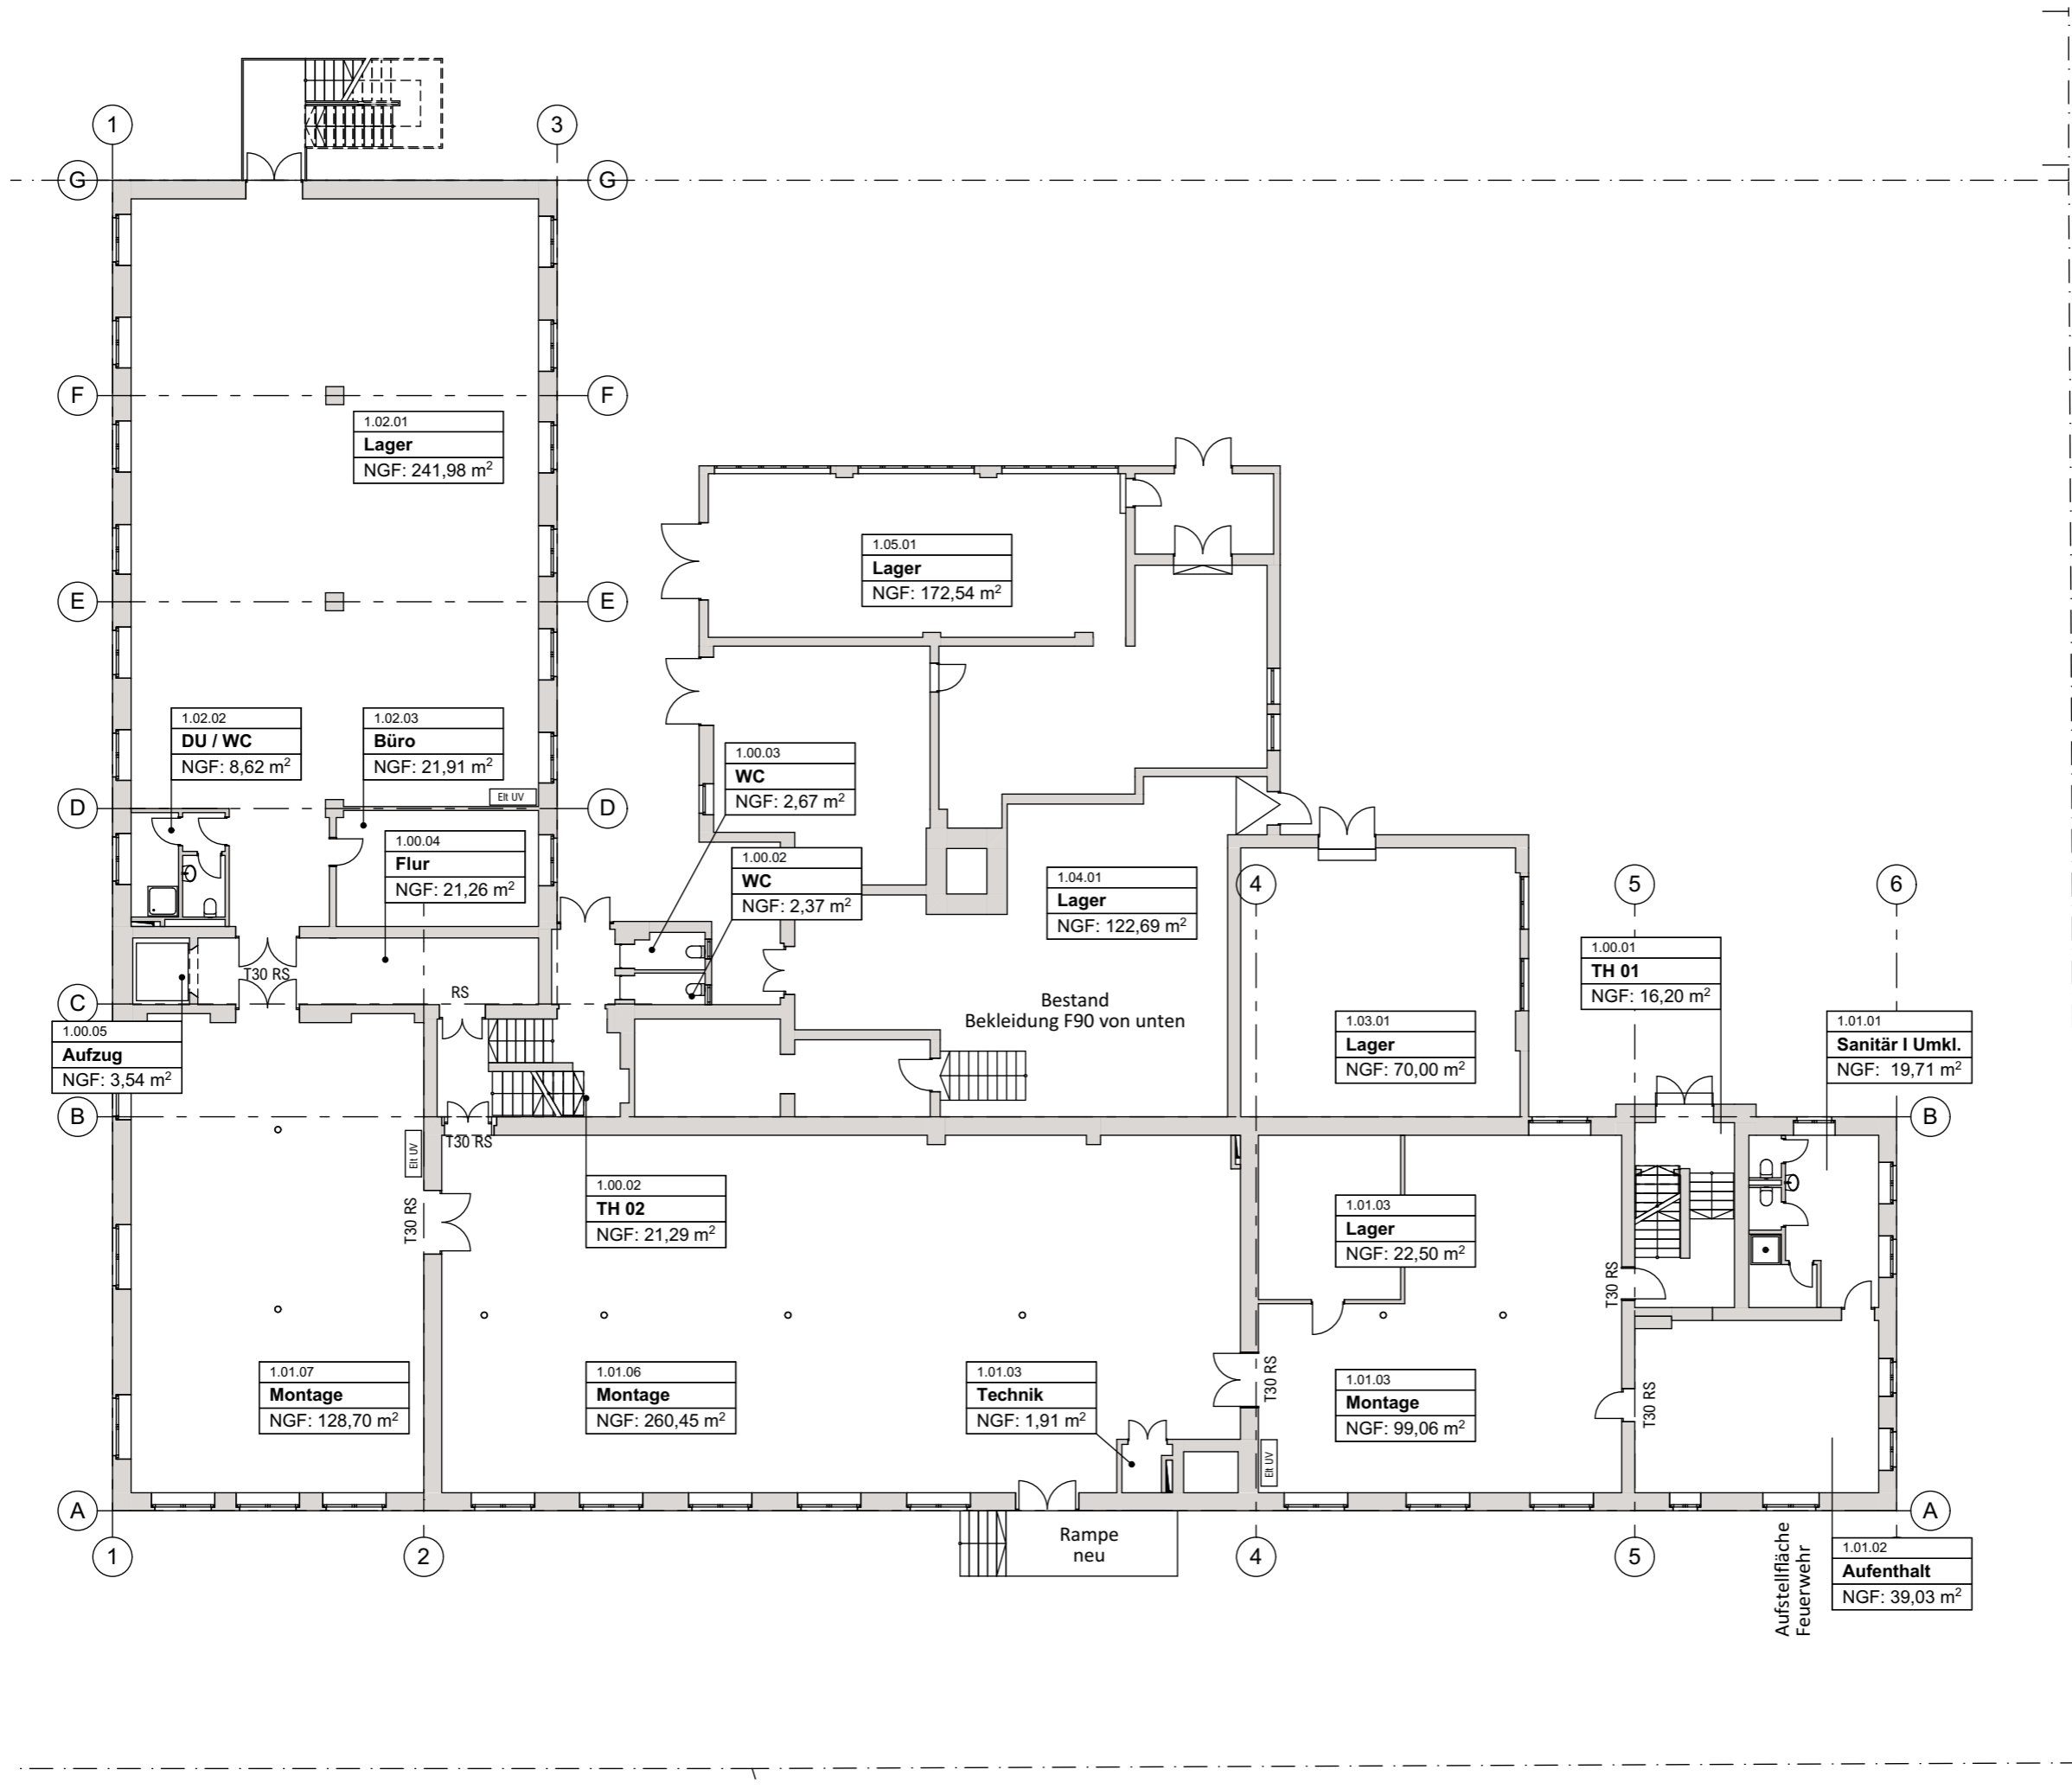 1
3
G
G
F
F
1.02.01
Lager
NGF: 241,98 m²
1.05.01
Lager
NGF: 172,54 m²
E
E
1.02.02
DU / WC
NGF: 8,62 m²
1.02.03
Büro
NGF: 21,91 m²
1.00.03
WC
NGF: 2,67 m²
Elt UV
D
D
1.00.04
Flur
NGF: 21,26 m²
1.00.02
WC
NGF: 2,37 m²
1.04.01
Lager
NGF: 122,69 m²
4
5
6
1.00.01
TH 01
NGF: 16,20 m²
T30 RS
RS
C
Bestand
Bekleidung F90 von unten
1.00.05
Aufzug
NGF: 3,54 m²
1.03.01
Lager
NGF: 70,00 m²
1.01.01
Sanitär I Umkl.
NGF: 19,71 m²
B
B
T30 RS
Elt UV
T30 RS
1.00.02
TH 02
NGF: 21,29 m²
1.01.03
Lager
NGF: 22,50 m²
T30 RS
1.01.07
Montage
NGF: 128,70 m²
1.01.06
Montage
NGF: 260,45 m²
1.01.03
Technik
NGF: 1,91 m²
T30 RS
1.01.03
Montage
NGF: 99,06 m²
T30 RS
Elt UV
A
A
Rampe
neu
1
2
4
5
Aufstellfläche
Feuerwehr
1.01.02
Aufenthalt
NGF: 39,03 m²